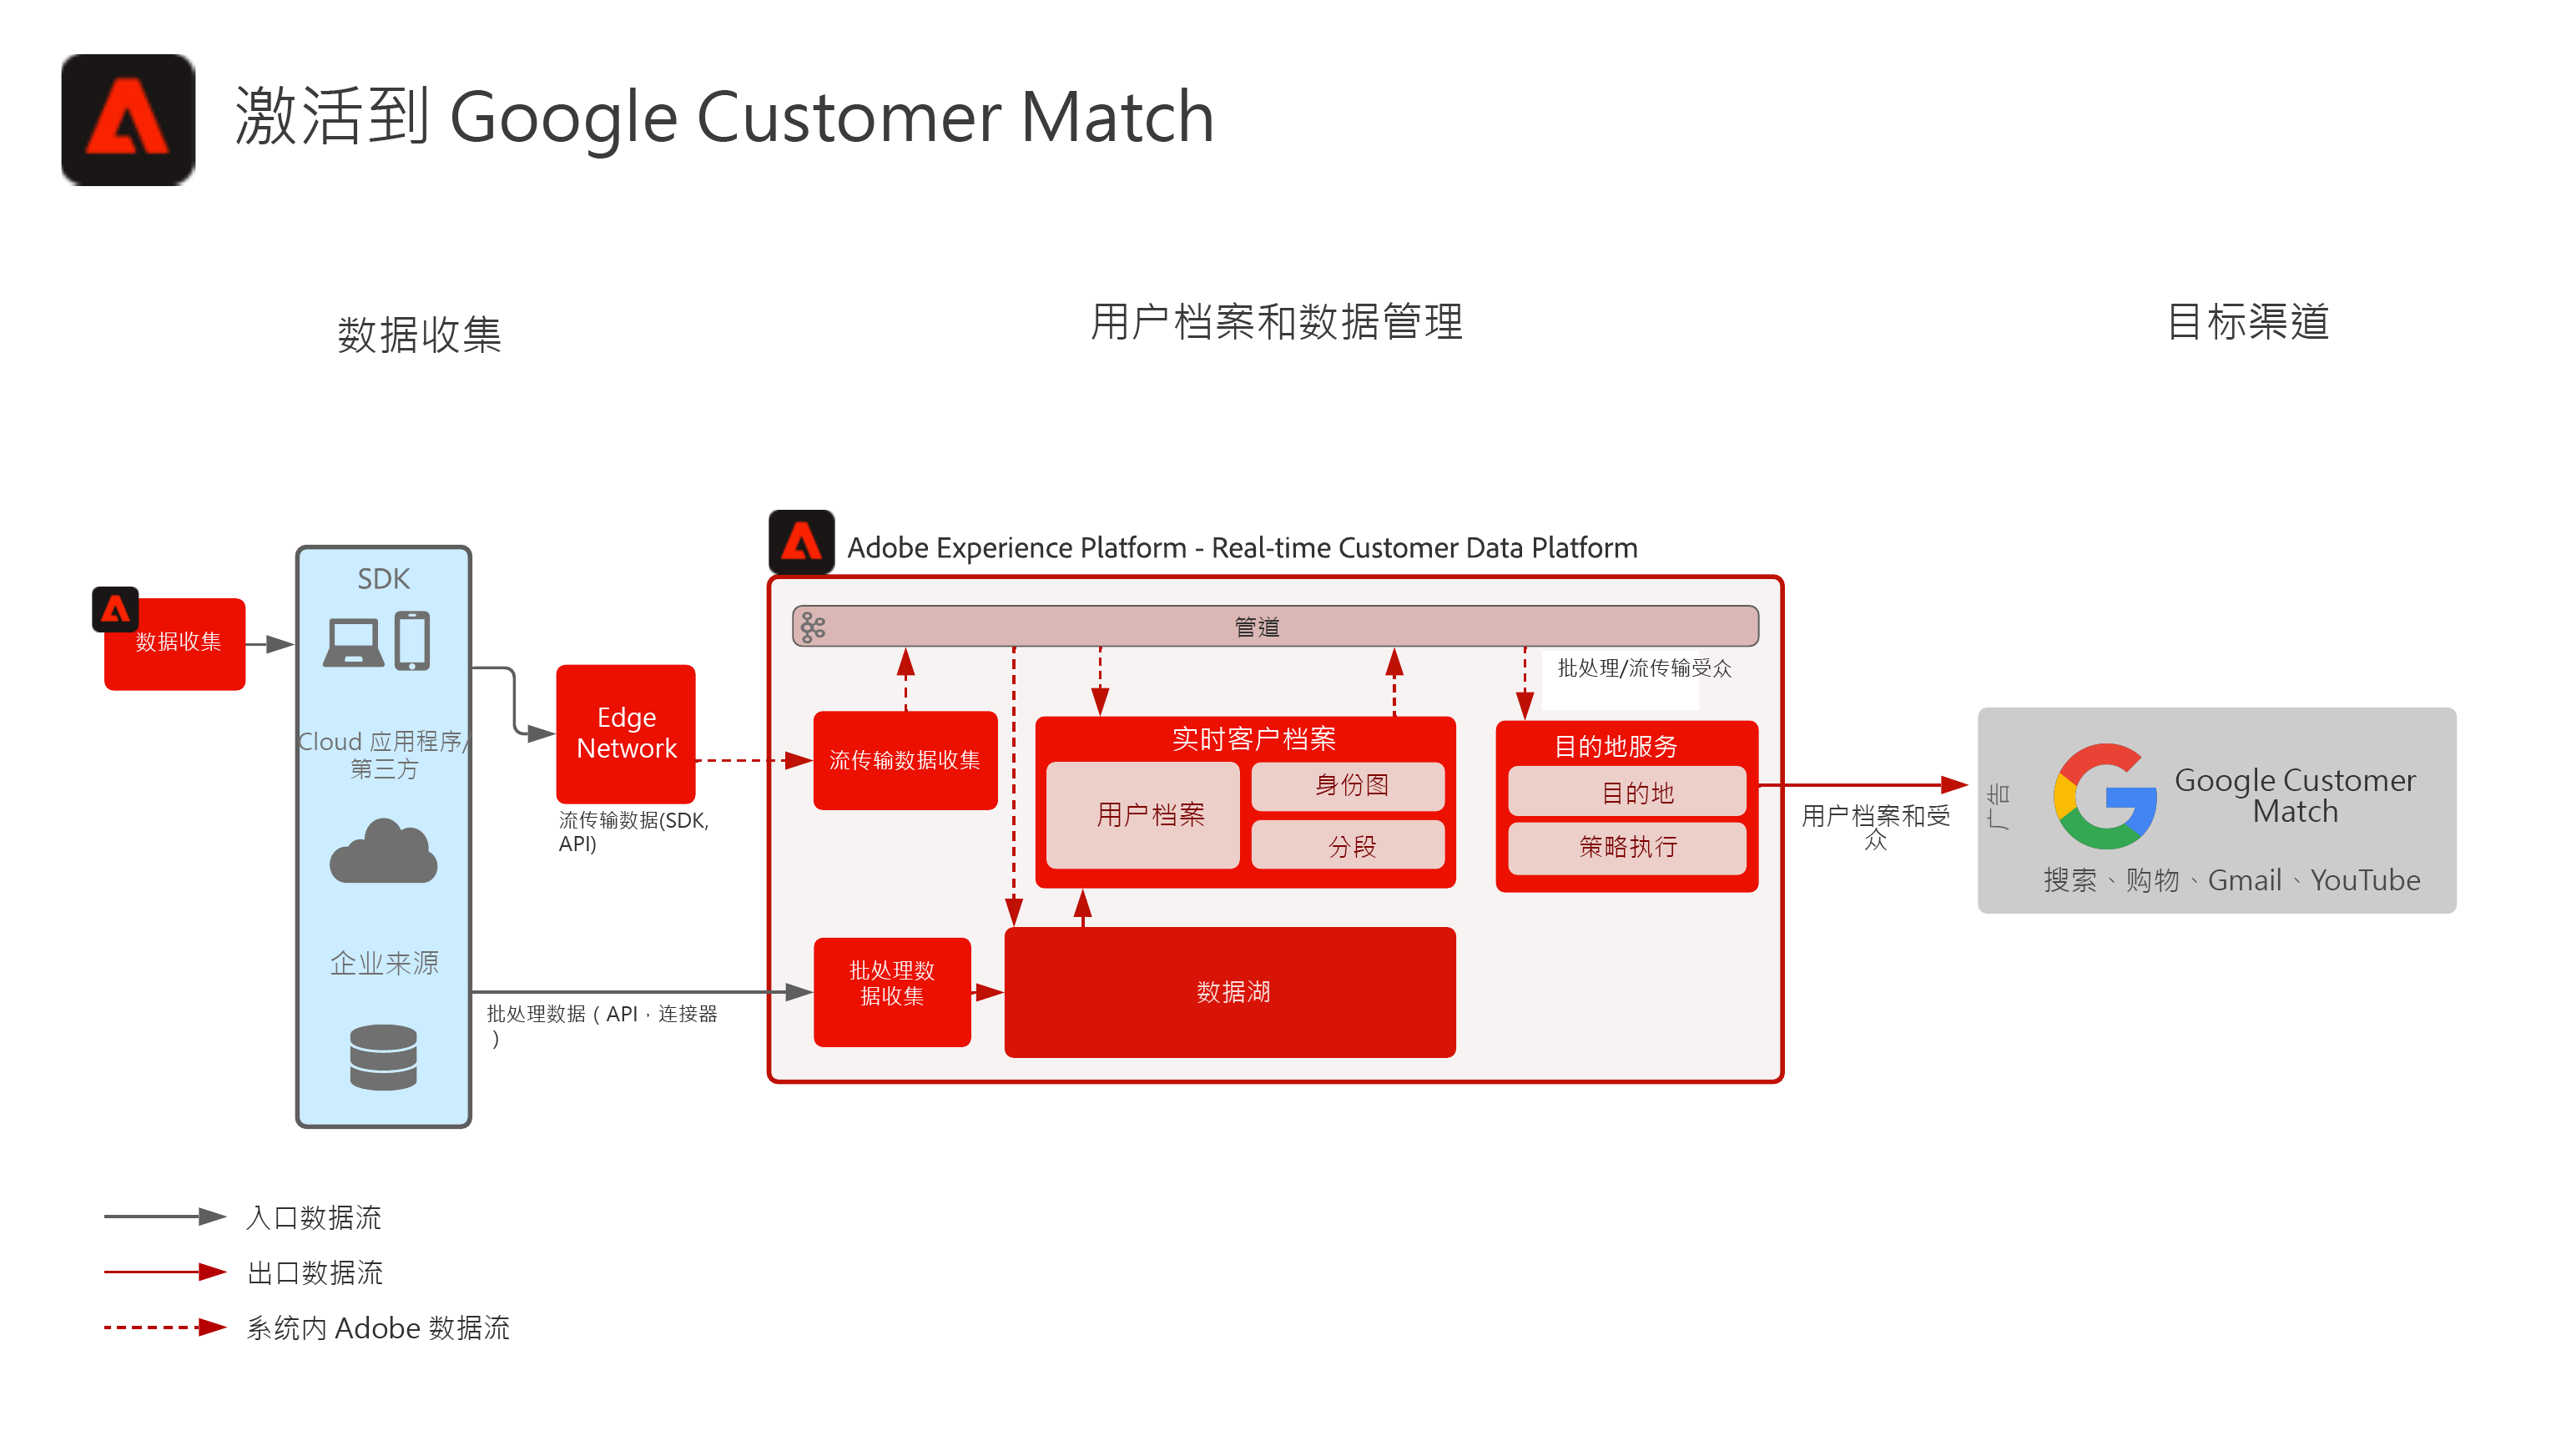 激活到 Google Customer Match
数据收集
用户档案和数据管理
目标渠道
Adobe Experience Platform - Real-time Customer Data Platform
数据收集
SDK
Cloud 应用程序/
第三方
企业来源
Edge
Network
流传输数据(SDK,
API)
批处理数据（API，连接器
）
管道
批处理/流传输受众
流传输数据收集
实时客户档案
用户档案
身份图
分段
目的地服务
目的地
策略执行
批处理数
据收集
数据湖
用户档案和受
众
广告
Google Customer
Match
搜索、购物、Gmail、YouTube
入口数据流
出口数据流
系统内 Adobe 数据流